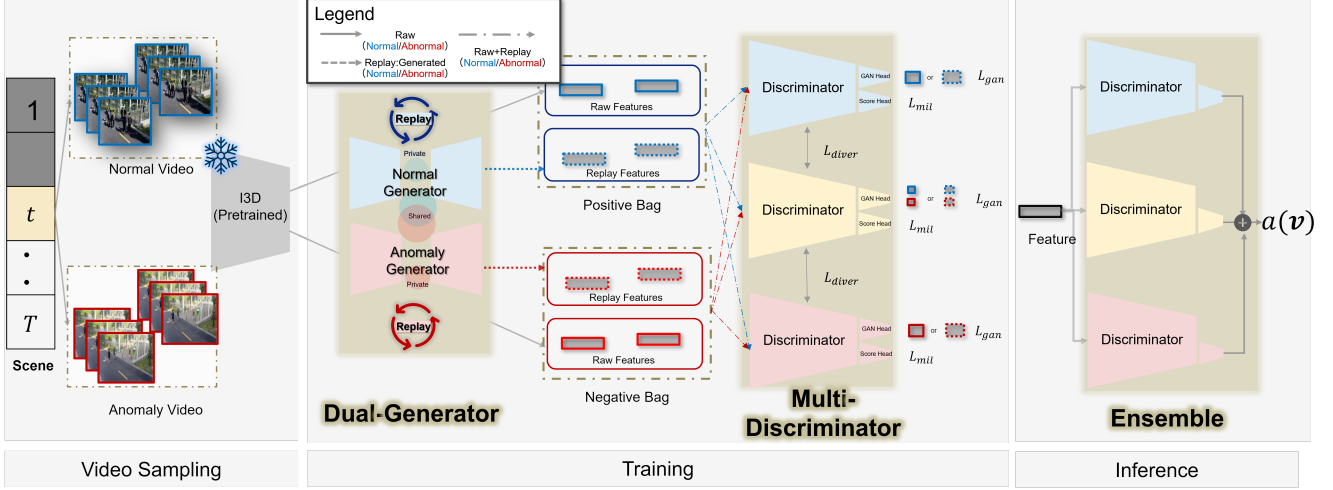 Legend
Raw
(Normal/Abnormal)
Replay:Generated
(Normal/Abnormal)
Raw+Replay
(Normal/Abnormal)
1
t
T
Scene
Normal Video
Anomaly Video
I3D
(Pretrained)
Replay
Private
Normal
Generator
Shared
Anomaly
Generator
Private
Replay
Dual-Generator
Raw Features
Replay Features
Positive Bag
Replay Features
Raw Features
Negative Bag
Discriminator
GAN Head
Score Head
or
L_gan
L_mil
L_diver
Discriminator
GAN Head
Score Head
or
L_gan
L_mil
L_diver
Discriminator
GAN Head
Score Head
or
L_gan
L_mil
Multi-
Discriminator
Feature
Discriminator
Discriminator
Discriminator
+
a(v)
Ensemble
Video Sampling
Training
Inference